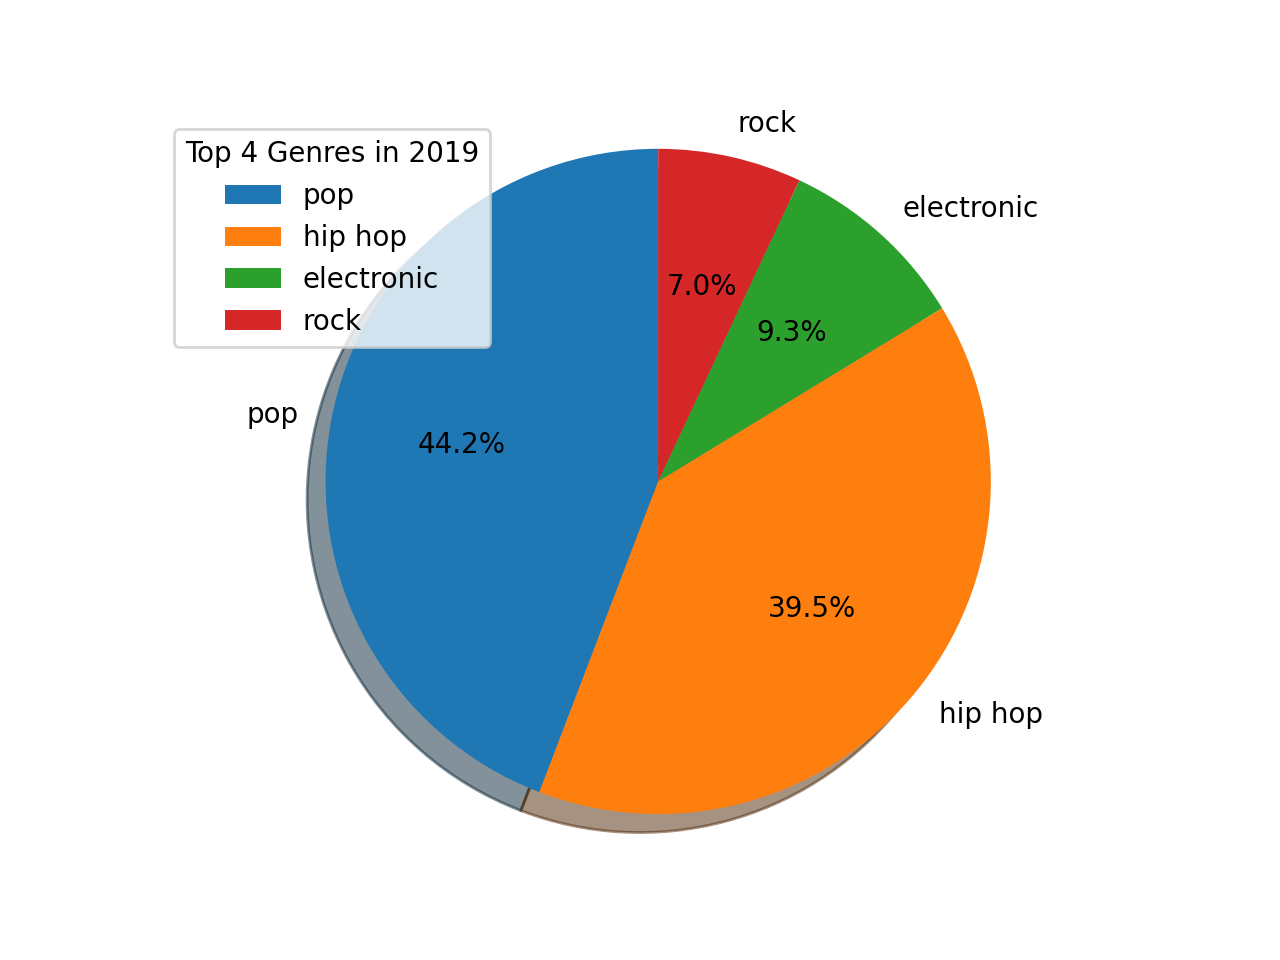 Top 4 Genres in 2019
pop
hip hop
electronic
rock
rock
electronic
7.0%
9.3%
pop
44.2%
39.5%
hip hop